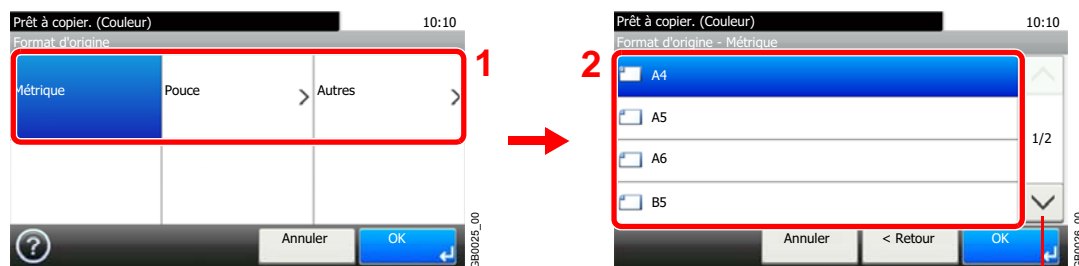 Prêt à copier. (Couleur) 10:10
Format d'origine
Métrique Pouce Autres
1
Annuler OK
GB0025_00
Prêt à copier. (Couleur) 10:10
Format d'origine - Métrique
2
A4
A5
A6
B5
1/2
Annuler < Retour OK
GB0026_00